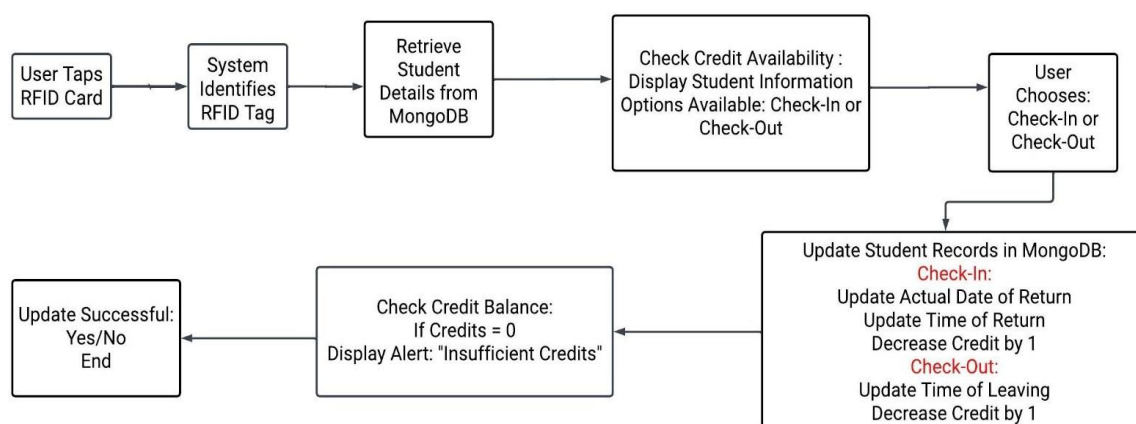 User Taps
RFID Card
System
Identifies
RFID Tag
Retrieve
Student
Details from
MongoDB
Check Credit Availability :
Display Student Information
Options Available: Check-In or
Check-Out
User
Chooses:
Check-In or
Check-Out
Update Student Records in MongoDB:
Check-In:
Update Actual Date of Return
Update Time of Return
Decrease Credit by 1
Check-Out:
Update Time of Leaving
Decrease Credit by 1
Check Credit Balance:
If Credits = 0
Display Alert: "Insufficient Credits"
Update Successful:
Yes/No
End